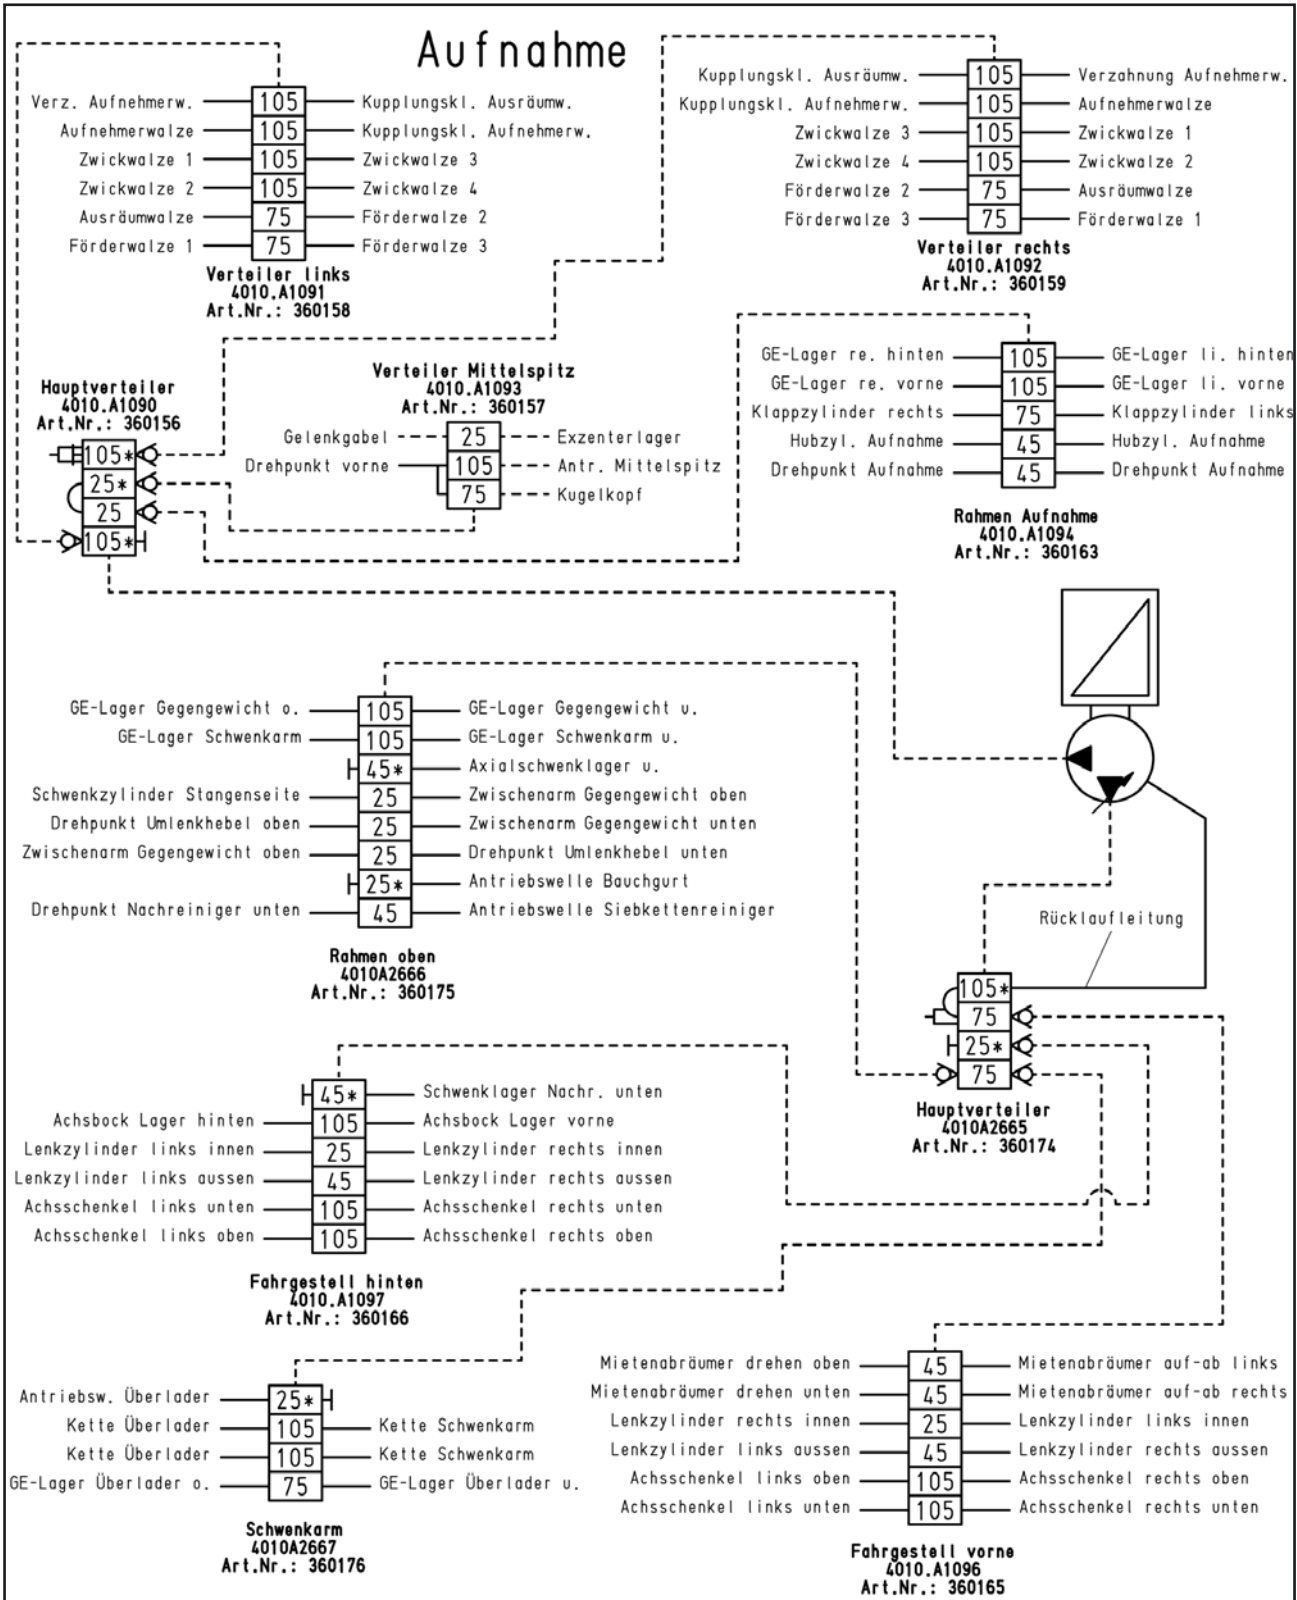 Aufnahme
Verz. Aufnehmerw. 105 Kupplungskl. Ausräumw.
Aufnehmerwalze 105 Kupplungskl. Aufnehmerw.
Zwickwalze 1 105 Zwickwalze 3
Zwickwalze 2 105 Zwickwalze 4
Ausräumwalze 75 Förderwalze 2
Förderwalze 1 75 Förderwalze 3
Verteiler links
4010.A1091
Art.Nr.: 360158
Kupplungskl. Ausräumw. 105 Verzahnung Aufnehmerw.
Kupplungskl. Aufnehmerw. 105 Aufnehmerwalze
Zwickwalze 3 105 Zwickwalze 1
Zwickwalze 4 105 Zwickwalze 2
Förderwalze 2 75 Ausräumwalze
Förderwalze 3 75 Förderwalze 1
Verteiler rechts
4010.A1092
Art.Nr.: 360159
Hauptverteiler
4010.A1090
Art.Nr.: 360156
105*
25*
25
105*
Verteiler Mittelspitz
4010.A1093
Art.Nr.: 360157
Gelenkgabel 25 Exzenterlager
Drehpunkt vorne 105 Antr. Mittelspitz
75 Kugelkopf
GE-Lager re. hinten 105 GE-Lager li. hinten
GE-Lager re. vorne 105 GE-Lager li. vorne
Klappzylinder rechts 75 Klappzylinder links
Hubzyl. Aufnahme 45 Hubzyl. Aufnahme
Drehpunkt Aufnahme 45 Drehpunkt Aufnahme
Rahmen Aufnahme
4010.A1094
Art.Nr.: 360163
GE-Lager Gegengewicht o. 105 GE-Lager Gegengewicht u.
GE-Lager Schwenkarm 105 GE-Lager Schwenkarm u.
45* Axialschwenklager u.
Schwenkzylinder Stangenseite 25 Zwischenarm Gegengewicht oben
Drehpunkt Umlenkhebel oben 25 Zwischenarm Gegengewicht unten
Zwischenarm Gegengewicht oben 25 Drehpunkt Umlenkhebel unten
25* Antriebswelle Bauchgurt
Drehpunkt Nachreiniger unten 45 Antriebswelle Siebkettenreiniger
Rahmen oben
4010A2666
Art.Nr.: 360175
Rücklaufleitung
105*
75
25*
75
Hauptverteiler
4010A2665
Art.Nr.: 360174
45* Schwenklager Nachr. unten
Achsbock Lager hinten 105 Achsbock Lager vorne
Lenkzylinder links innen 25 Lenkzylinder rechts innen
Lenkzylinder links aussen 45 Lenkzylinder rechts aussen
Achsschenkel links unten 105 Achsschenkel rechts unten
Achsschenkel links oben 105 Achsschenkel rechts oben
Fahrgestell hinten
4010.A1097
Art.Nr.: 360166
Antriebsw. Überlader 25*
Kette Überlader 105 Kette Schwenkarm
Kette Überlader 105 Kette Schwenkarm
GE-Lager Überlader o. 75 GE-Lager Überlader u.
Schwenkarm
4010A2667
Art.Nr.: 360176
Mietenabräumer drehen oben 45 Mietenabräumer auf-ab links
Mietenabräumer drehen unten 45 Mietenabräumer auf-ab rechts
Lenkzylinder rechts innen 25 Lenkzylinder links innen
Lenkzylinder links aussen 45 Lenkzylinder rechts aussen
Achsschenkel links oben 105 Achsschenkel rechts oben
Achsschenkel links unten 105 Achsschenkel rechts unten
Fahrgestell vorne
4010.A1096
Art.Nr.: 360165